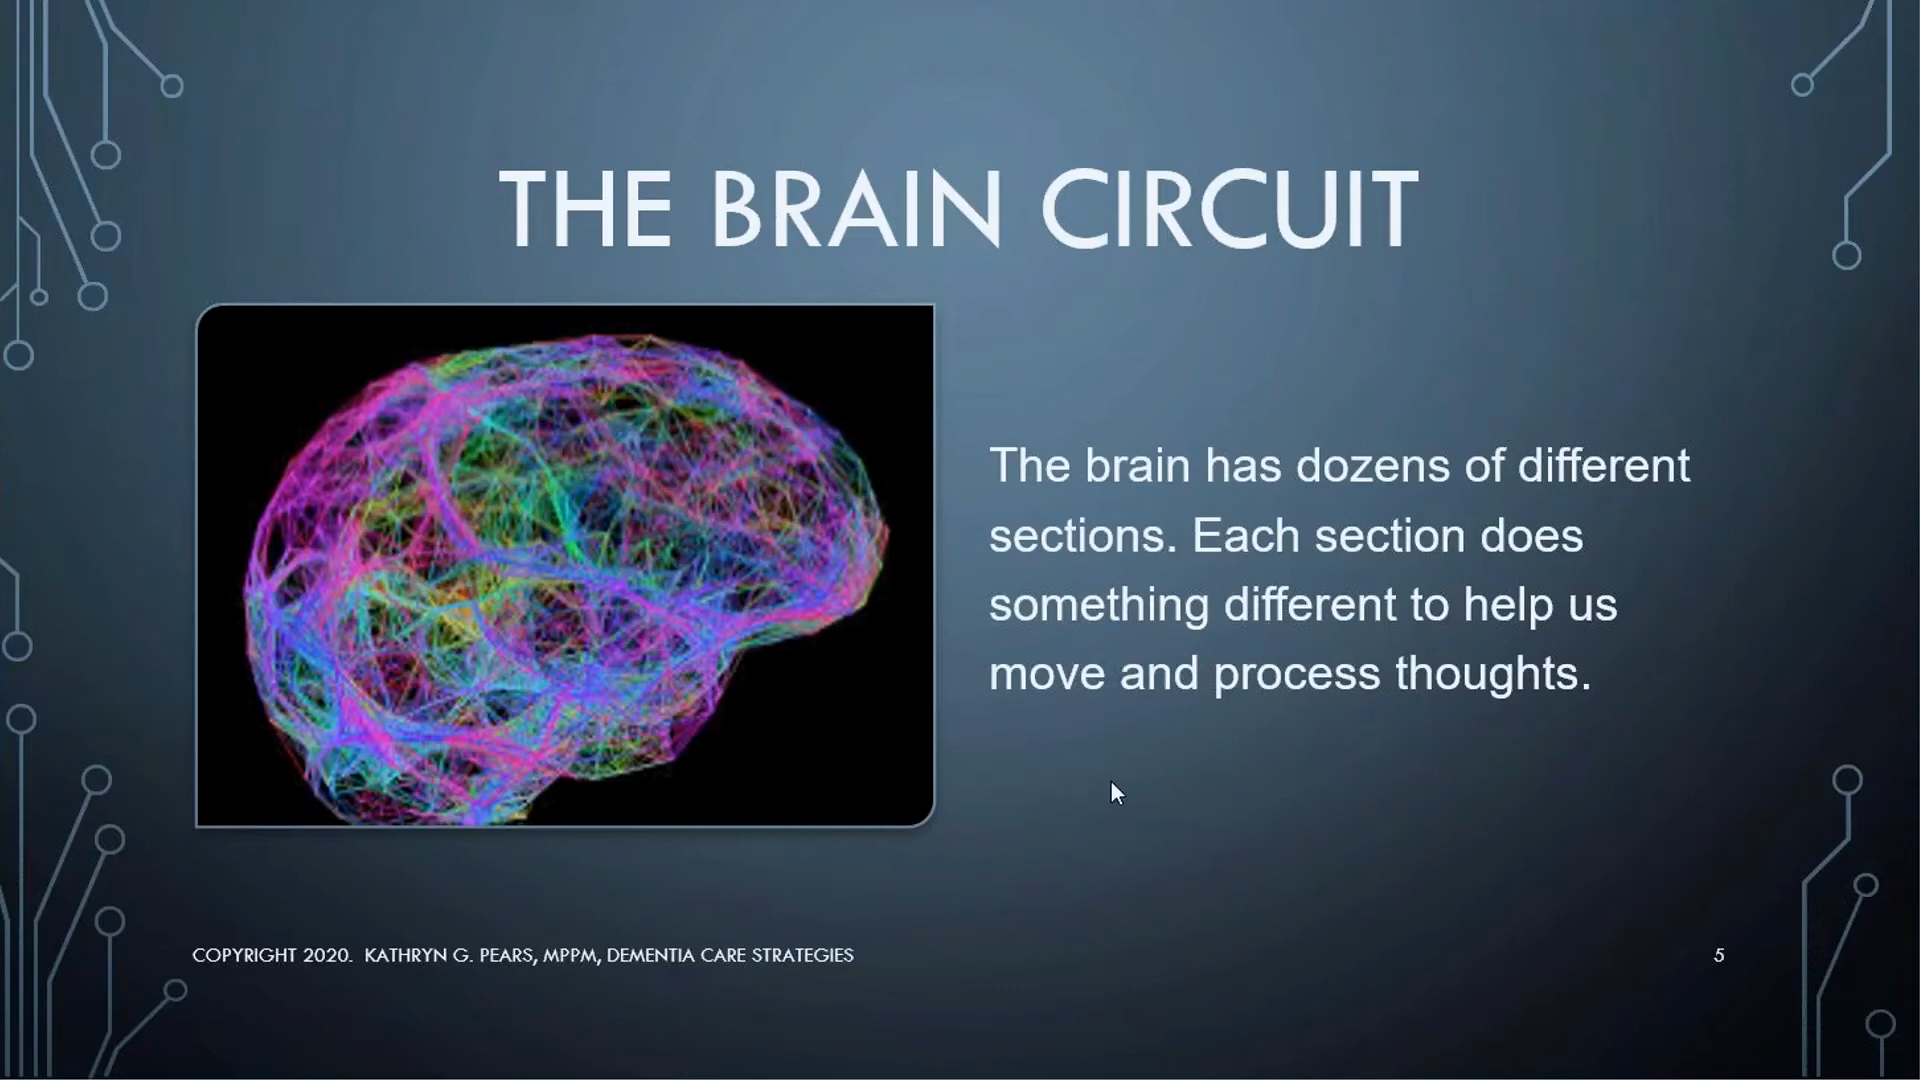 THE BRAIN CIRCUIT
The brain has dozens of different
sections. Each section does
something different to help us
move and process thoughts.
COPYRIGHT 2020. KATHRYN G. PEARS, MPPM, DEMENTIA CARE STRATEGIES
5